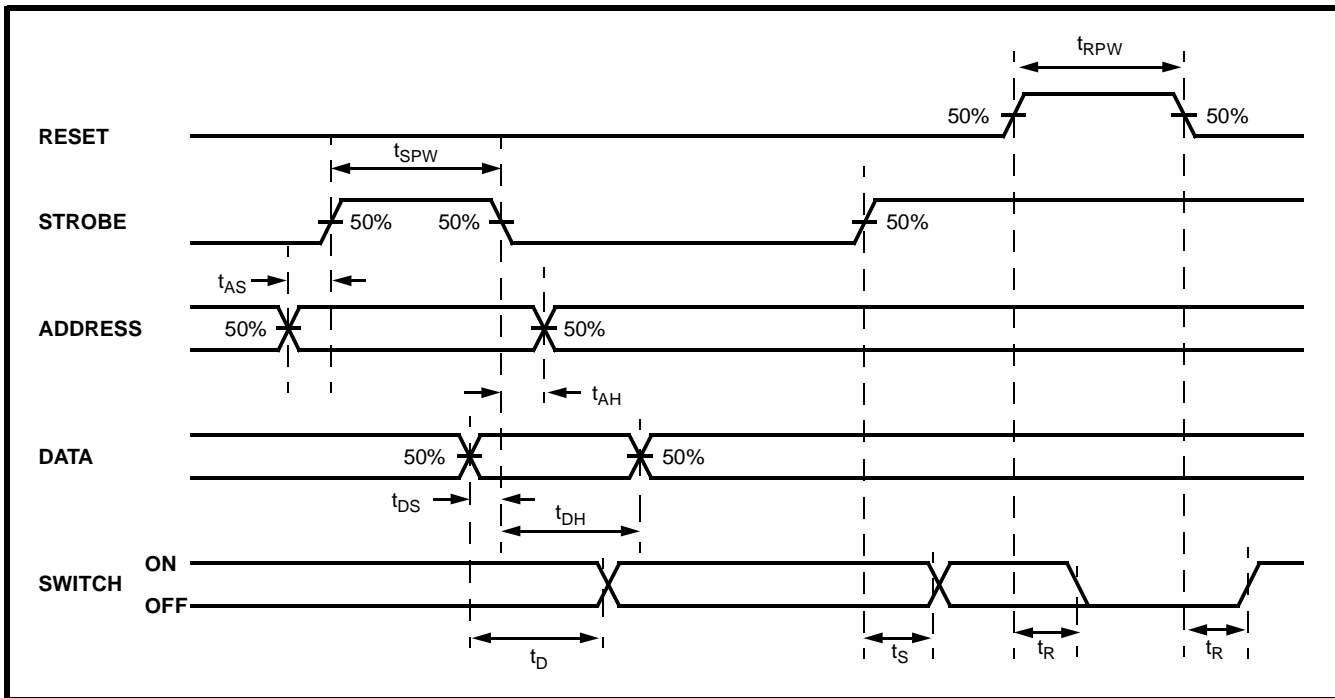 tRPW
RESET
50%
50%
tSPW
STROBE
50%
50%
50%
tAS
ADDRESS
50%
50%
tAH
DATA
50%
50%
tDS
tDH
SWITCH
ON
OFF
tD
tS
tR
tR